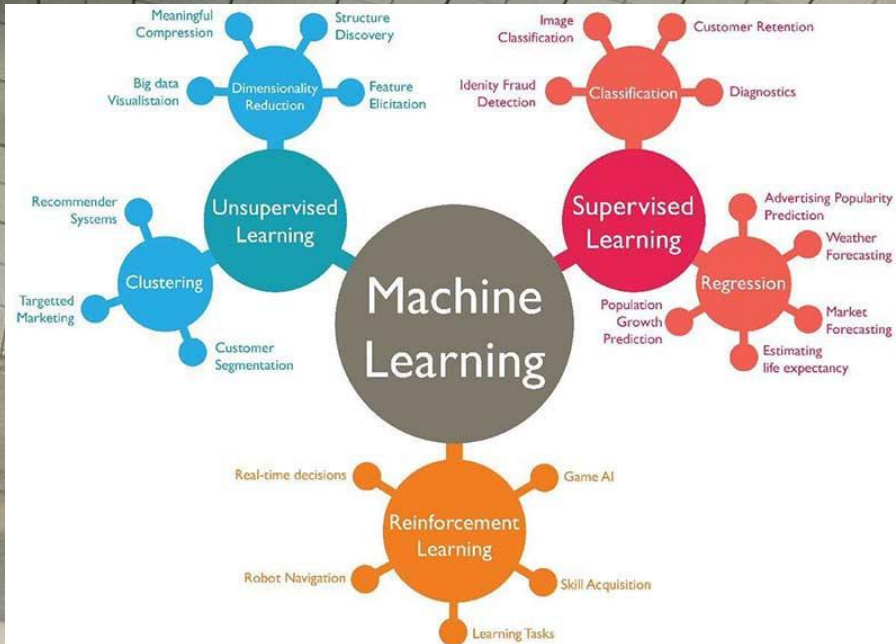 Meaningful
Compression
Structure
Discovery
Big data
Visualistaion
Dimensionality
Reduction
Feature
Elicitation
Unsupervised
Learning
Recommender
Systems
Clustering
Targetted
Marketing
Customer
Segmentation
Machine
Learning
Image
Classification
Customer Retention
Idenity Fraud
Detection
Classification
Diagnostics
Supervised
Learning
Advertising Popularity
Prediction
Weather
Forecasting
Regression
Population
Growth
Prediction
Market
Forecasting
Estimating
life expectancy
Real-time decisions
Game AI
Reinforcement
Learning
Robot Navigation
Skill Acquisition
Learning Tasks